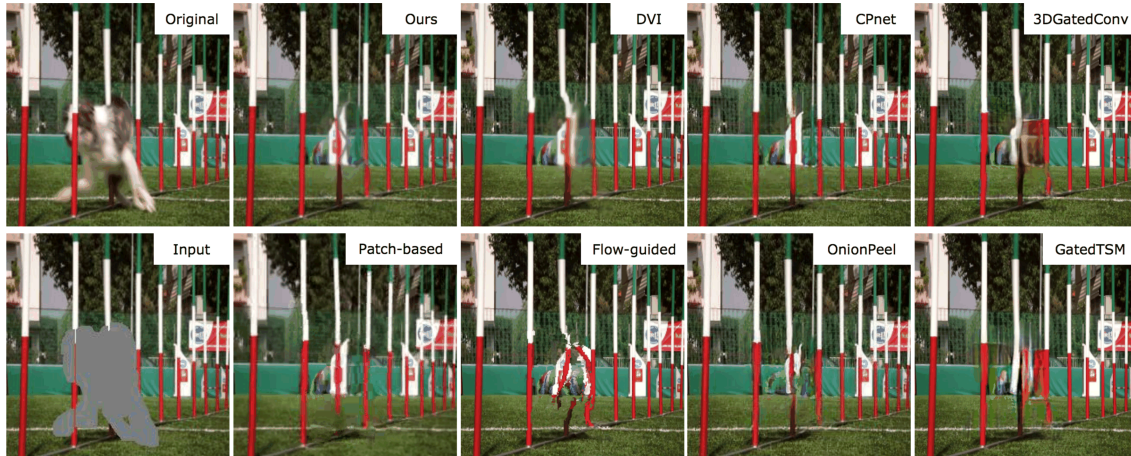 Original
Ours
DVI
CPnet
3DGatedConv
Input
Patch-based
Flow-guided
OnionPeel
GatedTSM